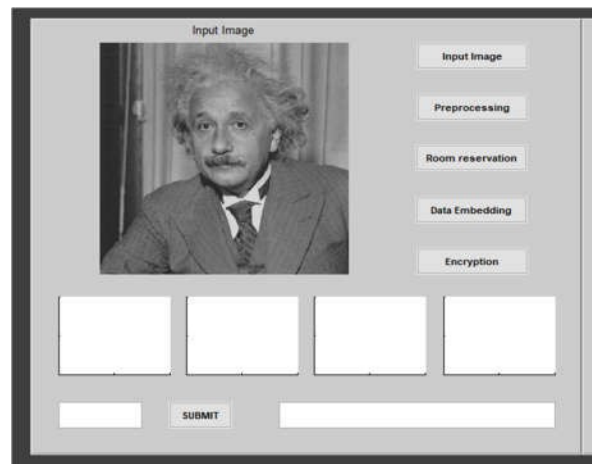 Input Image
Input Image
Preprocessing
Room reservation
Data Embedding
Encryption
SUBMIT